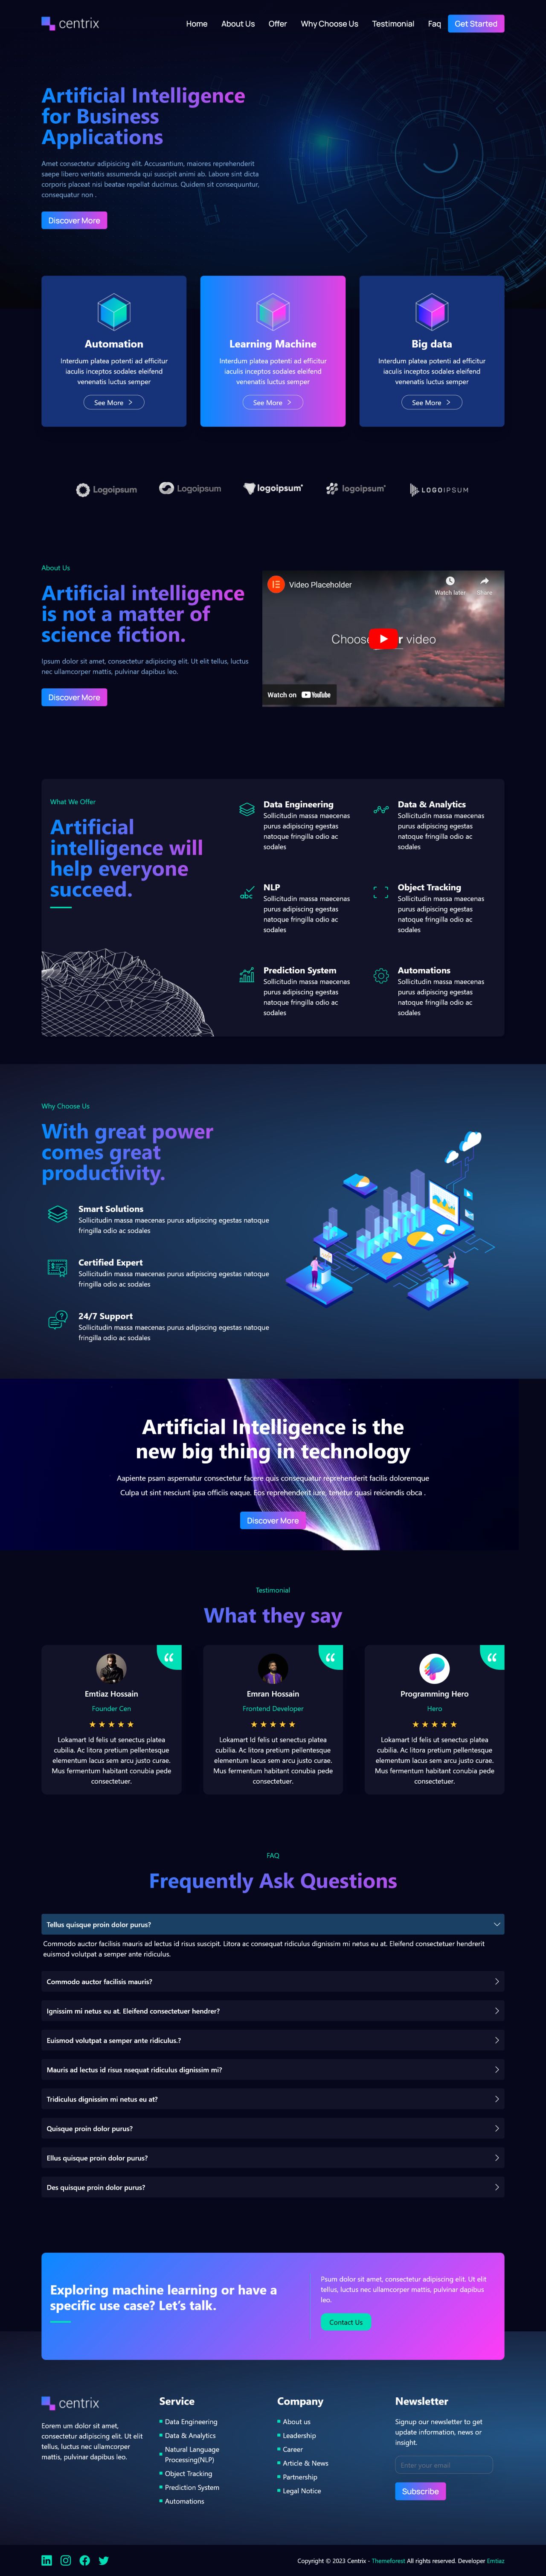 centrix
Home About Us Offer Why Choose Us Testimonial Faq Get Started
Artificial Intelligence
for Business
Applications
Amet consectetur adipisicing elit. Accusantium, maiores reprehenderit
saepe libero veritatis assumenda qui suscipit animi ab. Labore sint dicta
corporis placeat nisi beatae repellat ducimus. Quidem sit consequuntur,
consequatur non .
Discover More
Automation
Interdum platea potenti ad efficitur
iaculis inceptos sodales eleifend
venenatis luctus semper
See More
Learning Machine
Interdum platea potenti ad efficitur
iaculis inceptos sodales eleifend
venenatis luctus semper
See More
Big data
Interdum platea potenti ad efficitur
iaculis inceptos sodales eleifend
venenatis luctus semper
See More
Logoipsum Logoipsum logoipsum logoipsum LOGOIPSUM
About Us
Artificial intelligence
is not a matter of
science fiction.
Ipsum dolor sit amet, consectetur adipiscing elit. Ut elit tellus, luctus
nec ullamcorper mattis, pulvinar dapibus leo.
Discover More
Video Placeholder
Watch later Share
Choose r video
Watch on YouTube
What We Offer
Artificial
intelligence will
help everyone
succeed.
Data Engineering
Sollicitudin massa maecenas
purus adipiscing egestas
natoque fringilla odio ac
sodales
Data & Analytics
Sollicitudin massa maecenas
purus adipiscing egestas
natoque fringilla odio ac
sodales
abc
NLP
Sollicitudin massa maecenas
purus adipiscing egestas
natoque fringilla odio ac
sodales
Object Tracking
Sollicitudin massa maecenas
purus adipiscing egestas
natoque fringilla odio ac
sodales
Prediction System
Sollicitudin massa maecenas
purus adipiscing egestas
natoque fringilla odio ac
sodales
Automations
Sollicitudin massa maecenas
purus adipiscing egestas
natoque fringilla odio ac
sodales
Why Choose Us
With great power
comes great
productivity.
Smart Solutions
Sollicitudin massa maecenas purus adipiscing egestas natoque
fringilla odio ac sodales
Certified Expert
Sollicitudin massa maecenas purus adipiscing egestas natoque
fringilla odio ac sodales
24/7 Support
Sollicitudin massa maecenas purus adipiscing egestas natoque
fringilla odio ac sodales
Artificial Intelligence is the
new big thing in technology
Aapiente psam aspernatur consectetur facere quis consequatur reprehenderit facilis doloremque
Culpa ut sint nesciunt ipsa officiis eaque. Eos reprehenderit iure, tenetur quasi reiciendis obca .
Discover More
Testimonial
What they say
Emtiaz Hossain
Founder Cen
Lokamart Id felis ut senectus platea
cubilia. Ac litora pretium pellentesque
elementum lacus sem arcu justo curae.
Mus fermentum habitant conubia pede
consectetuer.
Emran Hossain
Frontend Developer
Lokamart Id felis ut senectus platea
cubilia. Ac litora pretium pellentesque
elementum lacus sem arcu justo curae.
Mus fermentum habitant conubia pede
consectetuer.
Programming Hero
Hero
Lokamart Id felis ut senectus platea
cubilia. Ac litora pretium pellentesque
elementum lacus sem arcu justo curae.
Mus fermentum habitant conubia pede
consectetuer.
FAQ
Frequently Ask Questions
Tellus quisque proin dolor purus?
Commodo auctor facilisis mauris ad lectus id risus suscipit. Litora ac consequat ridiculus dignissim mi netus eu at. Eleifend consectetuer hendrerit
euismod volutpat a semper ante ridiculus.
Commodo auctor facilisis mauris?
Ignissim mi netus eu at. Eleifend consectetuer hendrer?
Euismod volutpat a semper ante ridiculus.?
Mauris ad lectus id risus nsequat ridiculus dignissim mi?
Tridiculus dignissim mi netus eu at?
Quisque proin dolor purus?
Ellus quisque proin dolor purus?
Des quisque proin dolor purus?
Exploring machine learning or have a
specific use case? Let's talk.
Psum dolor sit amet, consectetur adipiscing elit. Ut elit
tellus, luctus nec ullamcorper mattis, pulvinar dapibus
leo.
Contact Us
centrix
Eorem um dolor sit amet,
consectetur adipiscing elit. Ut elit
tellus, luctus nec ullamcorper
mattis, pulvinar dapibus leo.
Service
Data Engineering
Data & Analytics
Natural Language
Processing(NLP)
Object Tracking
Prediction System
Automations
Company
About us
Leadership
Career
Article & News
Partnership
Legal Notice
Newsletter
Signup our newsletter to get
update information, news or
insight.
Enter your email
Subscribe
Copyright © 2023 Centrix - Themeforest All rights reserved. Developer Emtiaz